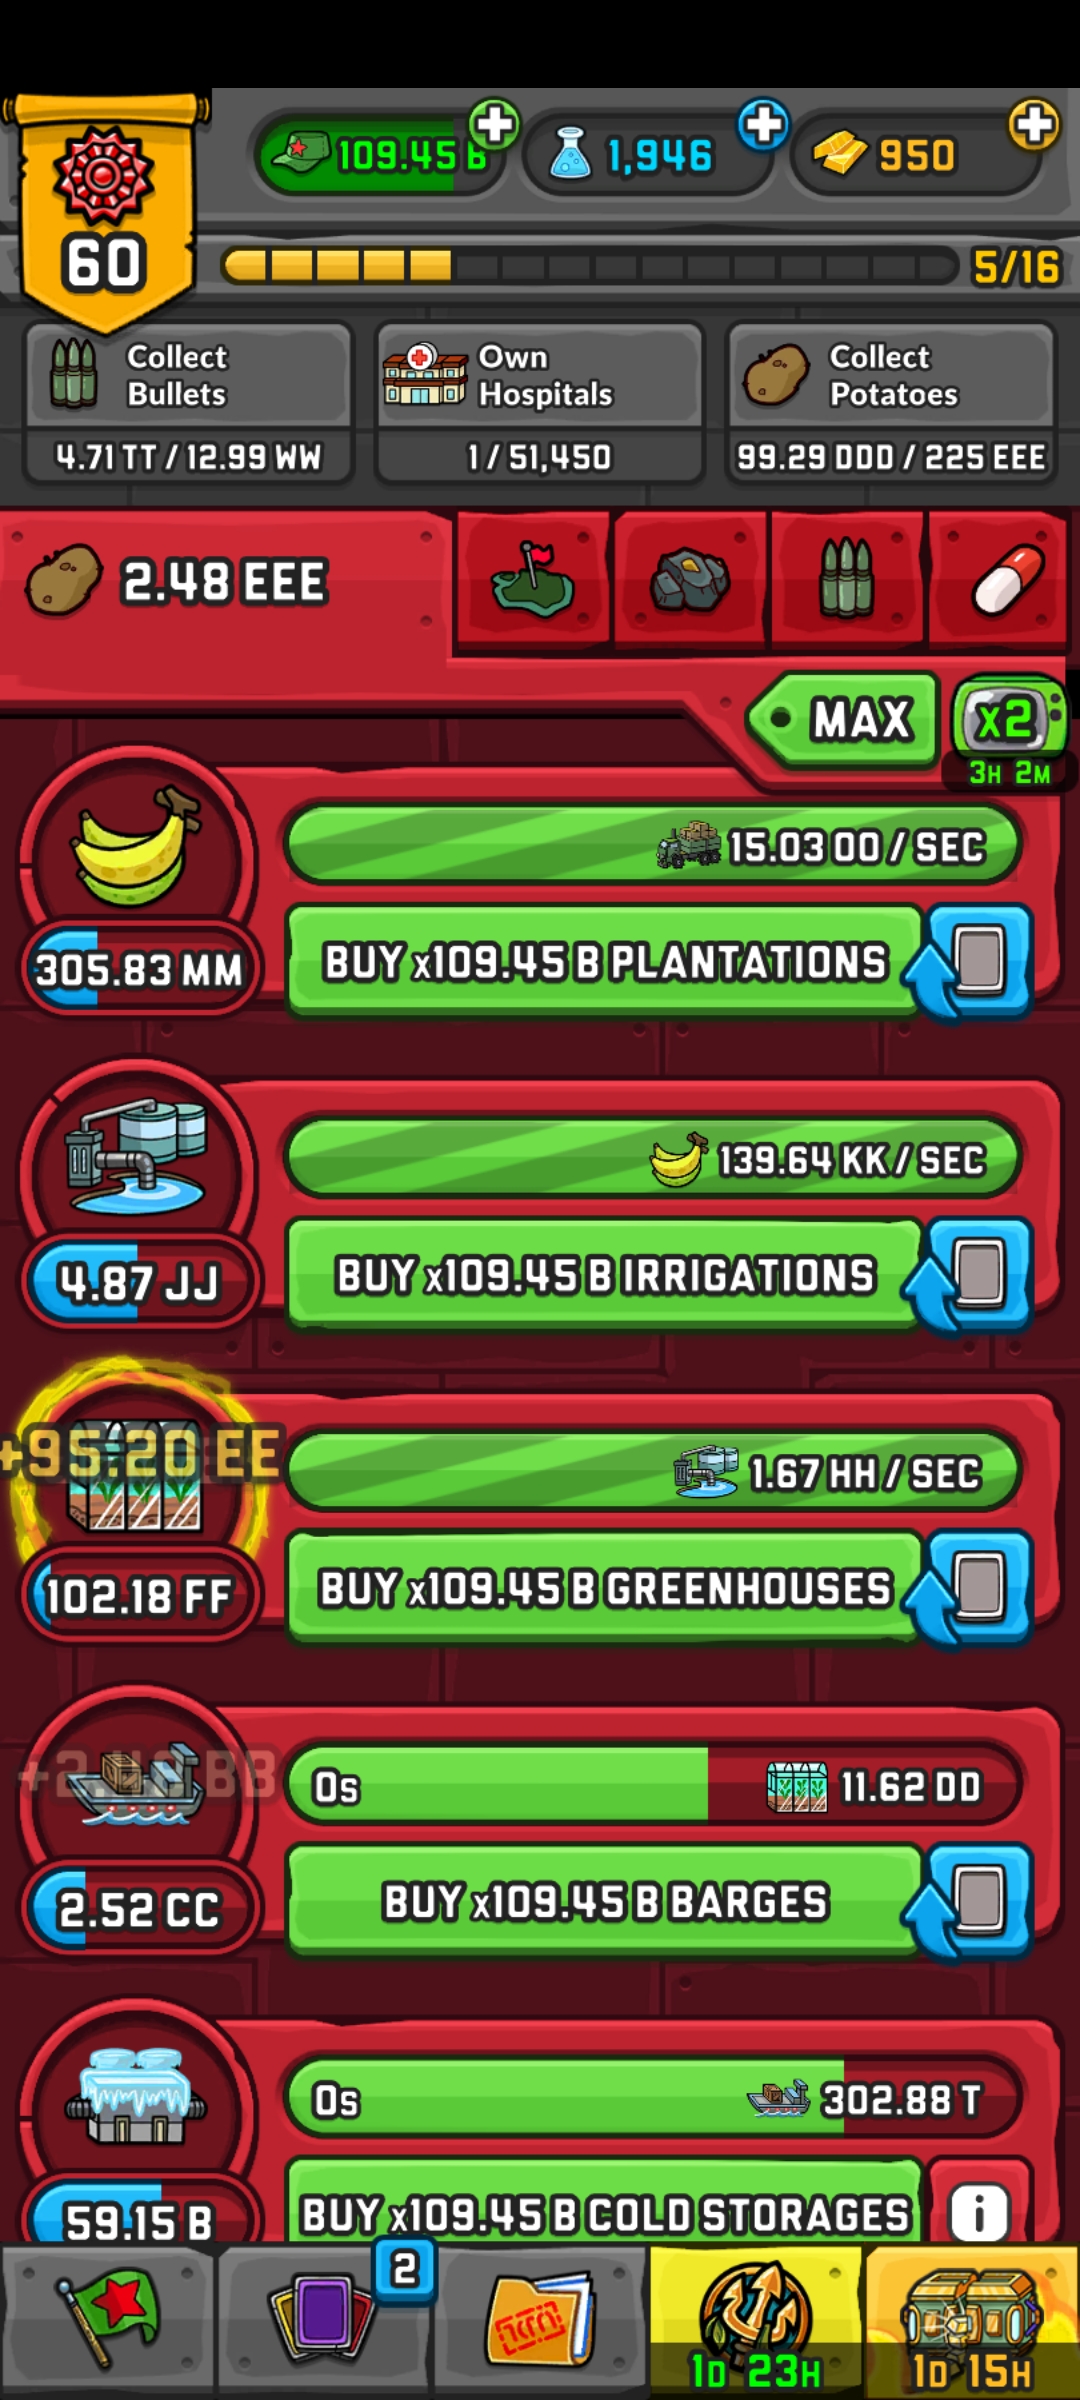 109.45 B
1,946
950
60
5/16
Collect
Bullets
4.71 TT / 12.99 WW
Own
Hospitals
1 / 51,450
Collect
Potatoes
99.29 DDD / 225 EEE
2.48 EEE
MAX
x2
3H 2M
15.03 OO / SEC
305.83 MM
BUY x109.45 B PLANTATIONS
139.64 KK / SEC
4.87 JJ
BUY x109.45 B IRRIGATIONS
+95.20 EE
1.67 HH / SEC
102.18 FF
BUY x109.45 B GREENHOUSES
0s
11.62 DD
2.52 CC
BUY x109.45 B BARGES
0s
302.88 T
59.15 B
BUY x109.45 B COLD STORAGES
i
2
1D 23H
1D 15H